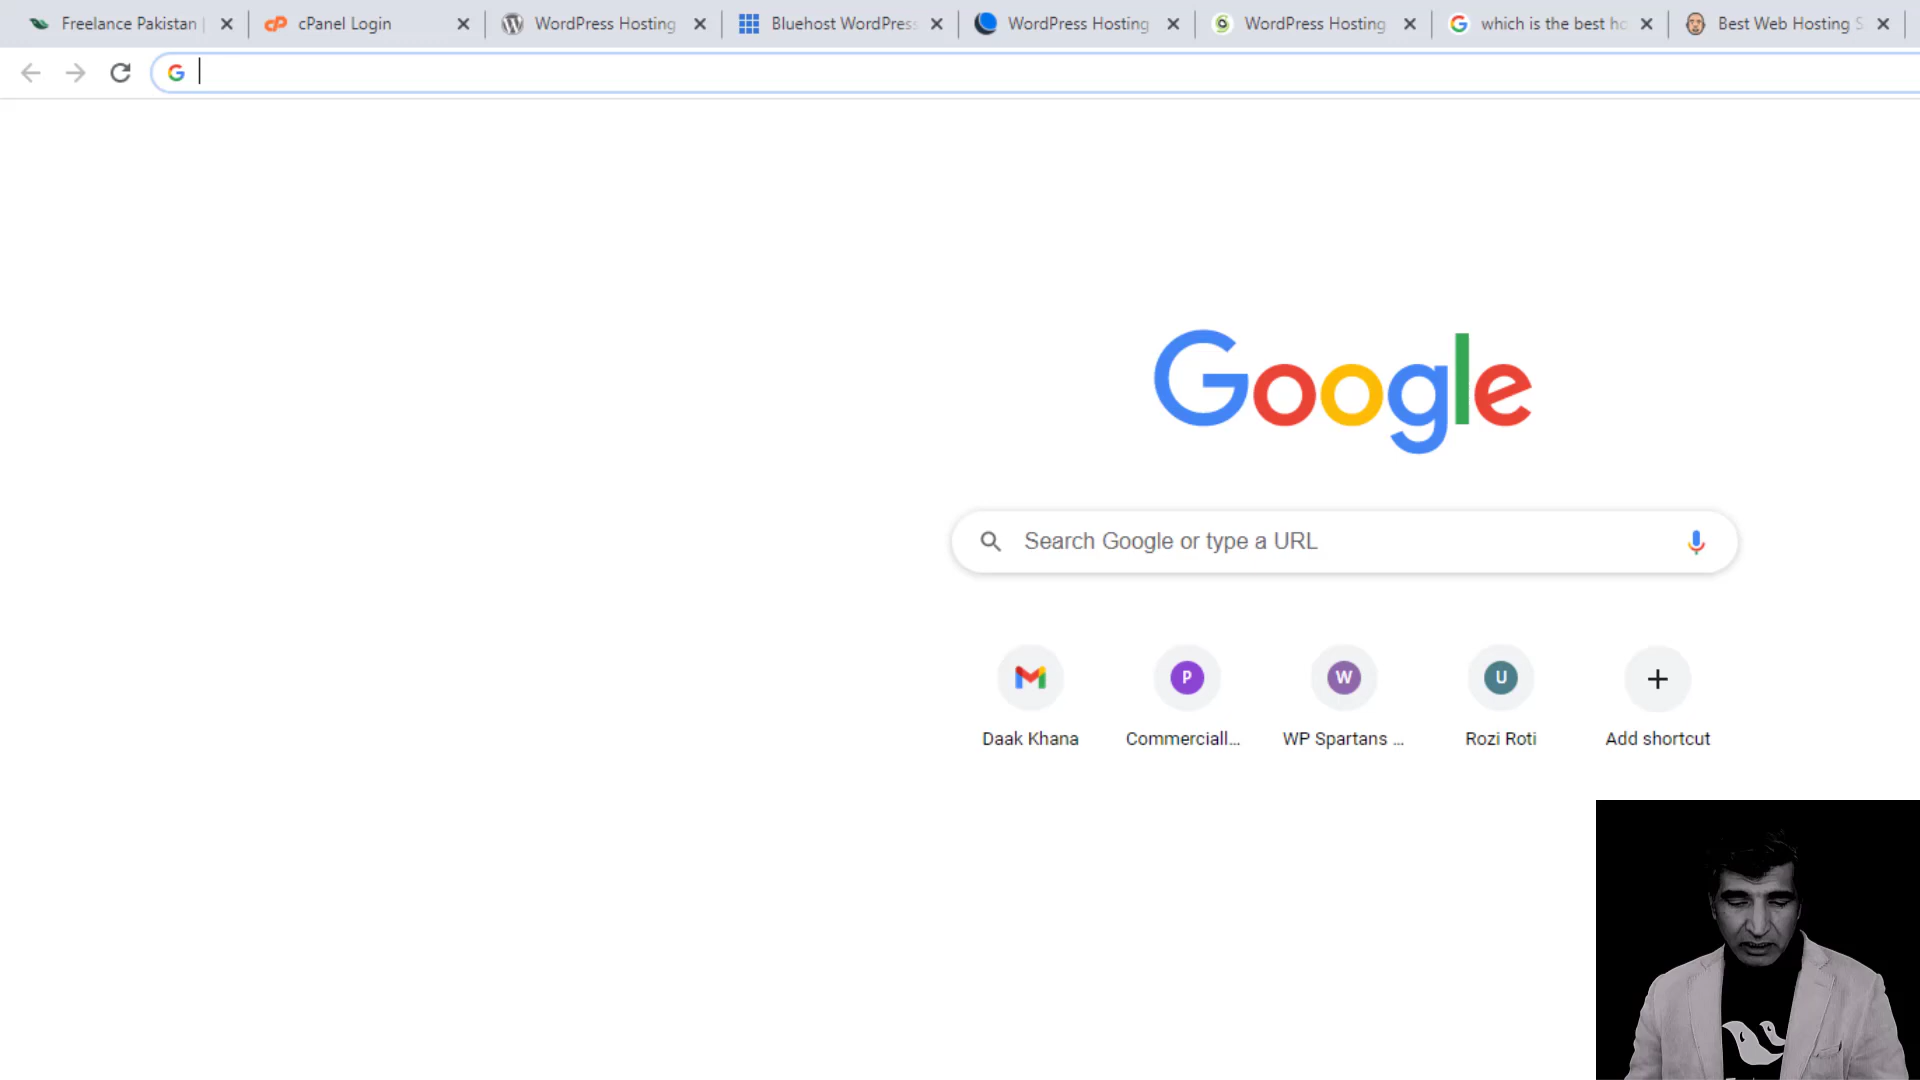 Freelance Pakistan |
cPanel Login
WordPress Hosting
Bluehost WordPress
WordPress Hosting
WordPress Hosting
which is the best ho
Best Web Hosting S
Google
Search Google or type a URL
P
W
U
Daak Khana
Commerciall...
WP Spartans ...
Rozi Roti
Add shortcut